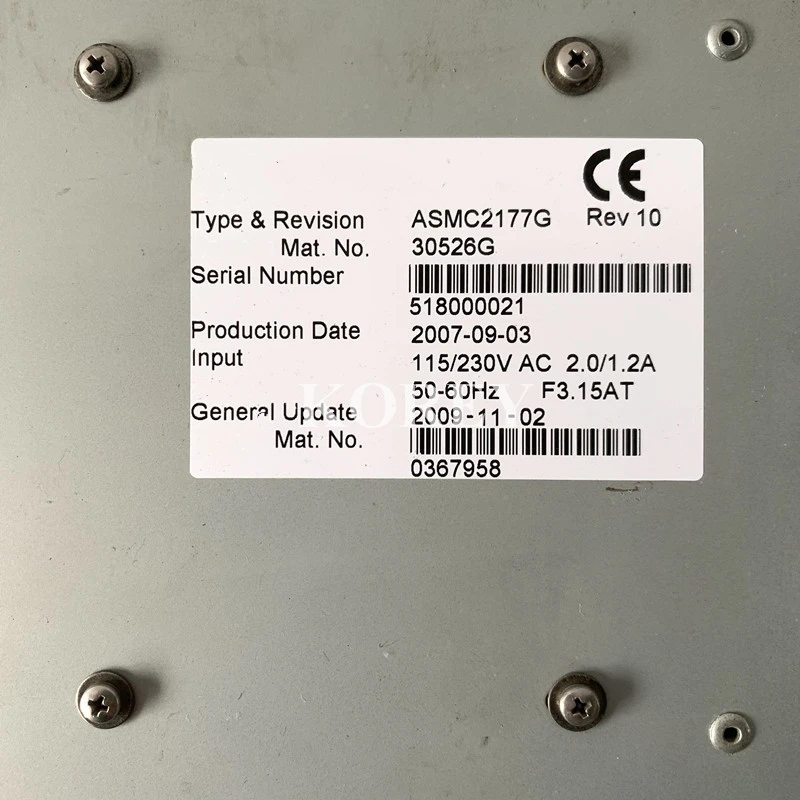 CE
Type & Revision ASMC2177G Rev 10
Mat. No. 30526G
Serial Number
518000021
Production Date 2007-09-03
Input 115/230V AC 2.0/1.2A
50-60Hz F3.15AT
General Update 2009-11-02
Mat. No.
0367958